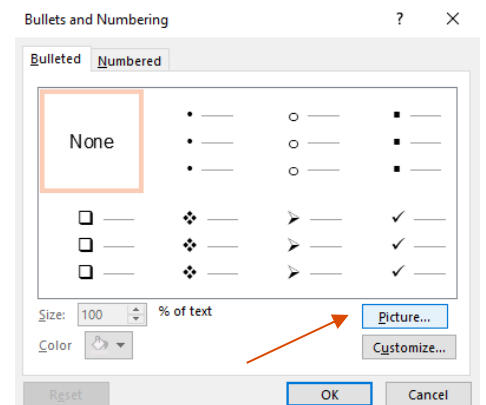 Bullets and Numbering ? ×
Bulleted Numbered
None
Size: 100 % of text
Picture...
Color
Customize...
Reset OK Cancel